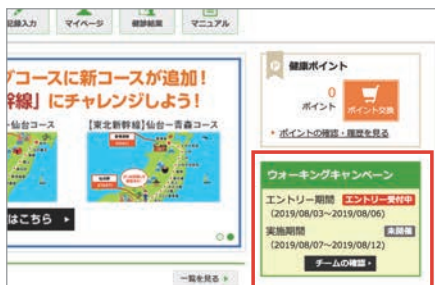 記録入力 マイページ 健診結果 マニュアル
コースに新コースが追加!
幹線」にチャレンジしよう!
仙台コース 【東北新幹線】仙台ー青森コース
はこちら
一覧を見る
健康ポイント
0
ポイント
ポイント交換
・ポイントの確認・履歴を見る
ウォーキングキャンペーン
エントリー期間 エントリー受付中
(2019/08/03~2019/08/06)
実施期間 未開催
(2019/08/07~2019/08/12)
チームの確認